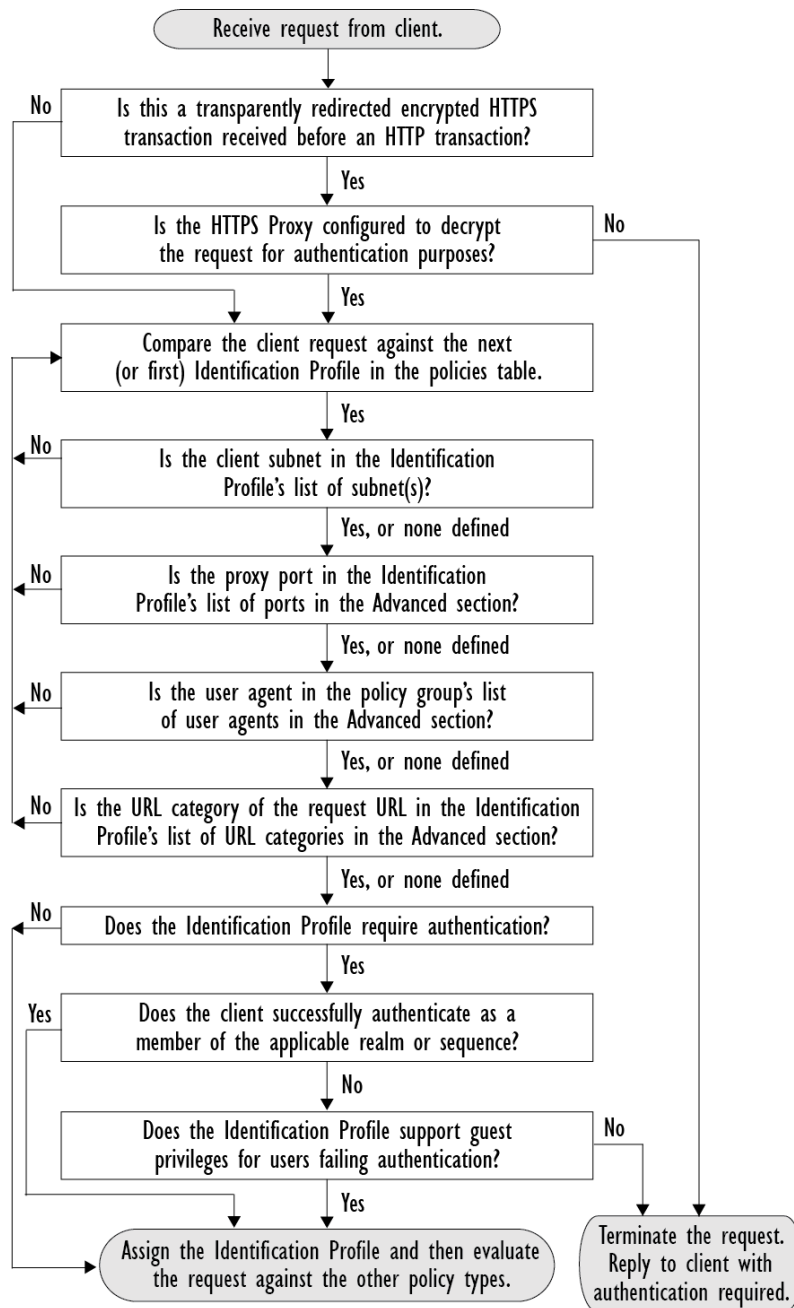 Receive request from client.
No
Is this a transparently redirected encrypted HTTPS
transaction received before an HTTP transaction?
Yes
Is the HTTPS Proxy configured to decrypt
the request for authentication purposes?
No
Yes
Compare the client request against the next
(or first) Identification Profile in the policies table.
Yes
No
Is the client subnet in the Identification
Profile's list of subnet(s)?
Yes, or none defined
No
Is the proxy port in the Identification
Profile's list of ports in the Advanced section?
Yes, or none defined
No
Is the user agent in the policy group's list
of user agents in the Advanced section?
Yes, or none defined
No
Is the URL category of the request URL in the Identification
Profile's list of URL categories in the Advanced section?
Yes, or none defined
No
Does the Identification Profile require authentication?
Yes
Yes
Does the client successfully authenticate as a
member of the applicable realm or sequence?
No
Does the Identification Profile support guest
privileges for users failing authentication?
No
Yes
Assign the Identification Profile and then evaluate
the request against the other policy types.
Terminate the request.
Reply to client with
authentication required.